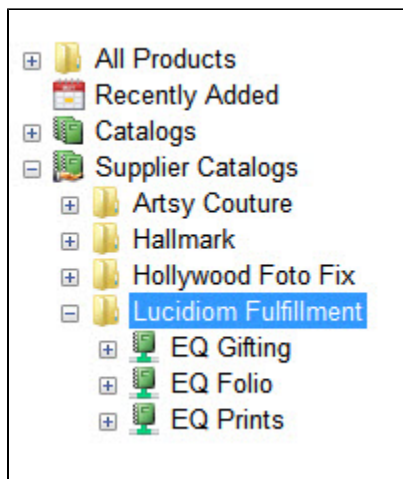 All Products
Recently Added
Catalogs
Supplier Catalogs
Artsy Couture
Hallmark
Hollywood Foto Fix
Lucidiom Fulfillment
EQ Gifting
EQ Folio
EQ Prints